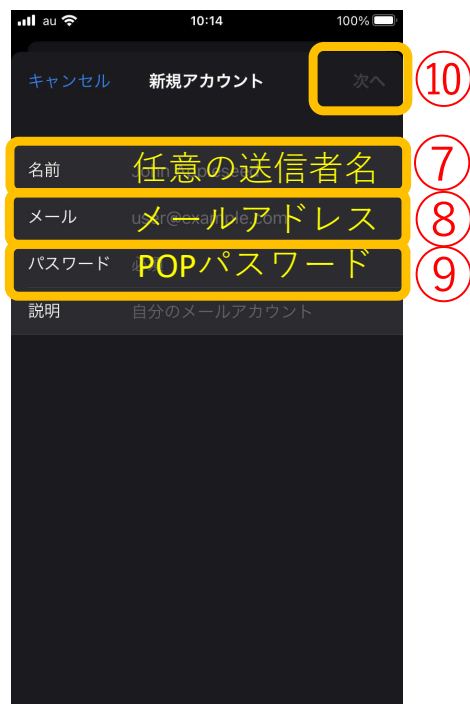 au 10:14 100%
キャンセル 新規アカウント 次へ ⑩
名前 任意の送信者名 ⑦
メール メールアドレス ⑧
パスワード POPパスワード ⑨
説明 自分のメールアカウント